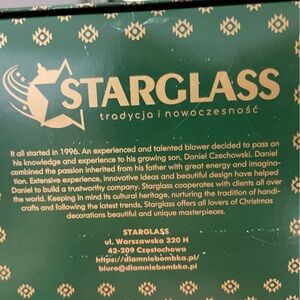 STARGLASS
tradycja i nowoczesność
It all started in 1996. An experienced and talented blower decided to pass on
his knowledge and experience to his growing son, Daniel Czechowski. Daniel
combined the passion inherited from his father with great energy and imagina-
tion. Extensive experience, innovative ideas and beautiful design have helped
Daniel to build a trustworthy company. Starglass cooperates with clients all over
the world. Keeping in mind its cultural heritage, nurturing the tradition of handi-
crafts and following the latest trends, Starglass offers all lovers of Christmas
decorations beautiful and unique masterpieces.
STARGLASS
ul. Warszawska 320 H
42-209 Częstochowa
https://dlamniebombka.pl/
biuro@dlamniebombka.pl